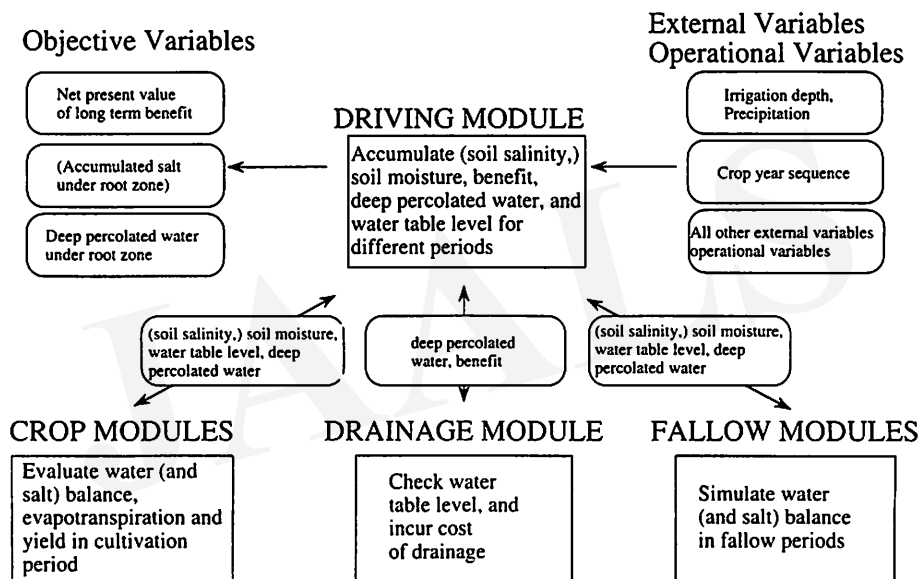 Objective Variables
External Variables
Operational Variables
Net present value
of long term benefit
(Accumulated salt
under root zone)
Deep percolated water
under root zone
DRIVING MODULE
Accumulate (soil salinity,)
soil moisture, benefit,
deep percolated water, and
water table level for
different periods
Irrigation depth,
Precipitation
Crop year sequence
All other external variables
operational variables
(soil salinity,) soil moisture,
water table level, deep
percolated water
deep percolated
water, benefit
(soil salinity,) soil moisture,
water table level, deep
percolated water
CROP MODULES
Evaluate water (and
salt) balance,
evapotranspiration and
yield in cultivation
period
DRAINAGE MODULE
Check water
table level, and
incur cost
of drainage
FALLOW MODULES
Simulate water
(and salt) balance
in fallow periods
JAALS